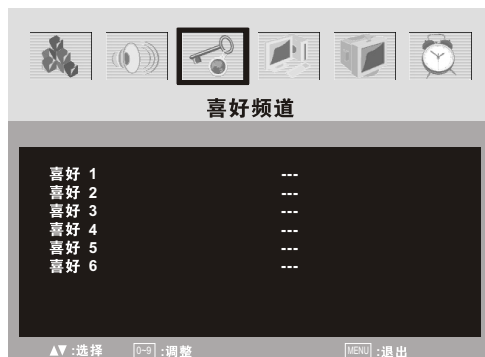 喜好频道
喜好 1 ---
喜好 2 ---
喜好 3 ---
喜好 4 ---
喜好 5 ---
喜好 6 ---
▲▼ :选择 0~9 :调整 MENU :退出